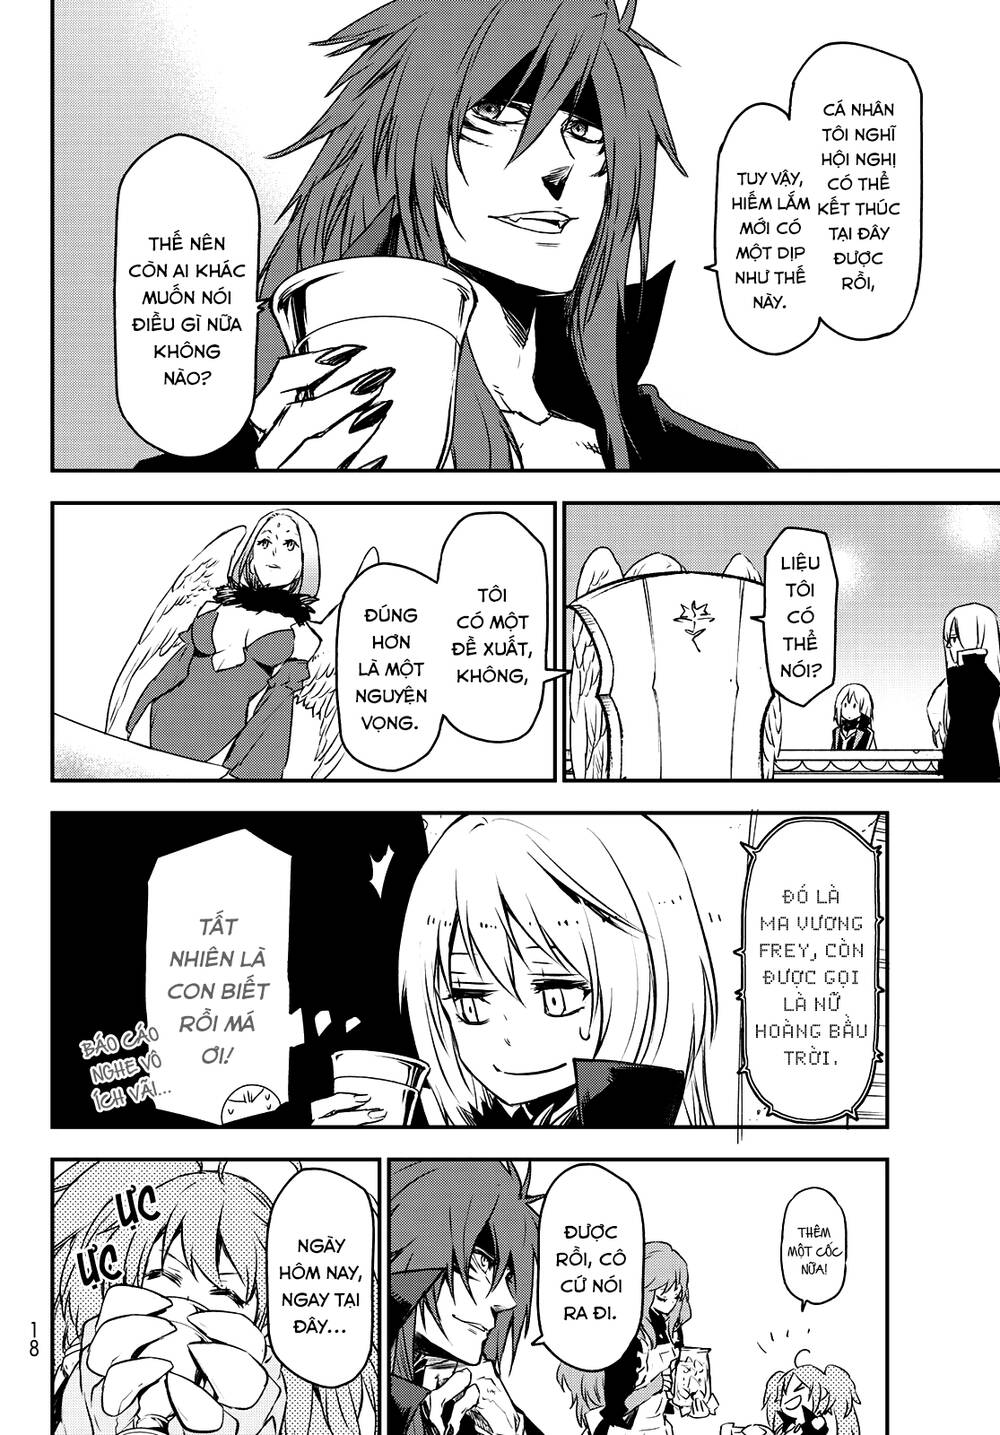 CÁ NHÂN
TÔI NGHĨ
HỘI NGHỊ
CÓ THỂ
KẾT THÚC
TẠI ĐÂY
ĐƯỢC
RỒI,
TUY VẬY,
HIẾM LẮM
MỚI CÓ
MỘT DỊP
NHƯ THẾ
NÀY.
THẾ NÊN
CÒN AI KHÁC
MUỐN NÓI
ĐIỀU GÌ NỮA
KHÔNG
NÀO?
LIỆU
TÔI
CÓ THỂ
NÓI?
TÔI
CÓ MỘT
ĐỀ XUẤT,
KHÔNG,
ĐÚNG
HƠN
LÀ MỘT
NGUYỆN
VỌNG.
ĐÓ LÀ
MA VƯƠNG
FREY, CÒN
ĐƯỢC GỌI
LÀ NỮ
HOÀNG BẦU
TRỜI.
TẤT
NHIÊN LÀ
CON BIẾT
RỒI MÁ
ƠI!
BÁO CÁO
NGHE VÔ
ÍCH VÃI...
THÊM
MỘT CỐC
NỮA!
ĐƯỢC
RỒI, CÔ
CỨ NÓI
RA ĐI.
NGÀY
HÔM NAY,
NGAY TẠI
ĐÂY...
ỰC
ỰC
18